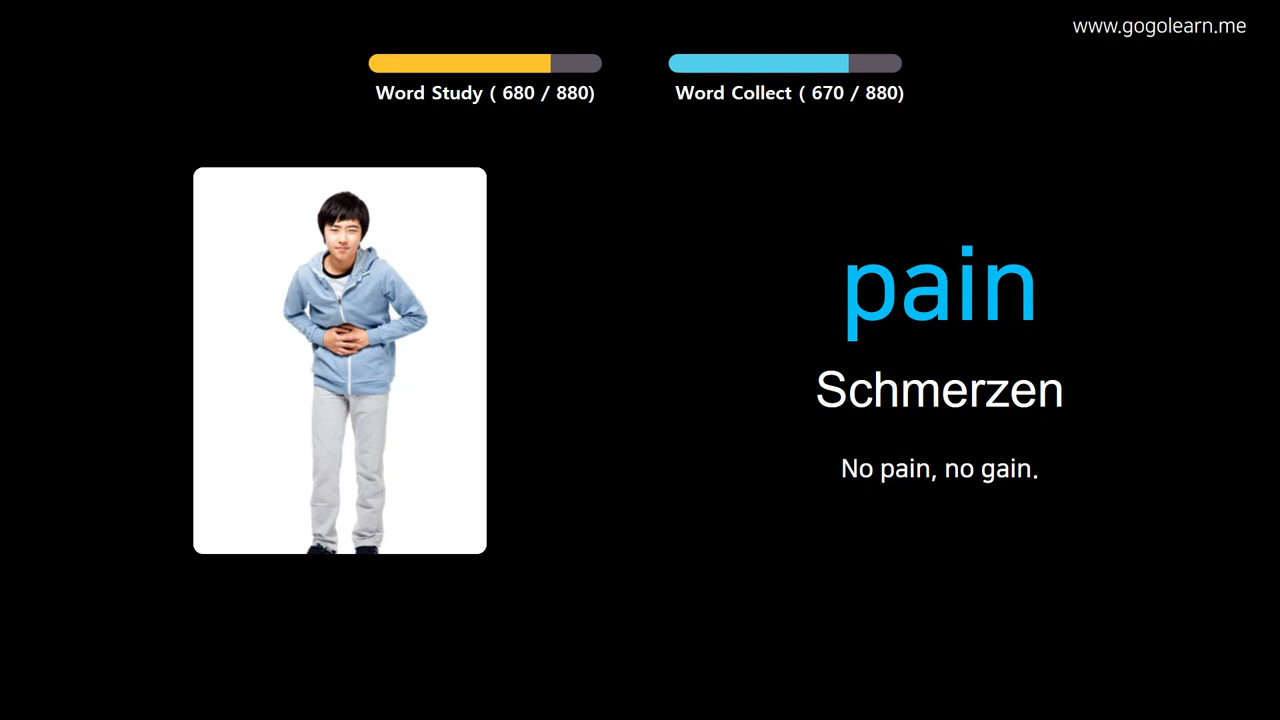 www.gogolearn.me
Word Study ( 680 / 880)
Word Collect ( 670 / 880)
pain
Schmerzen
No pain, no gain.